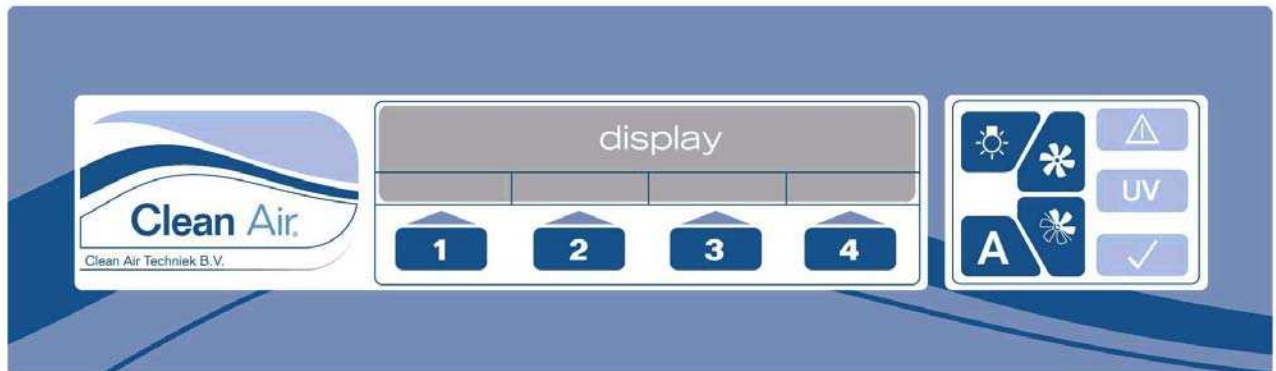 display
Clean Air®
Clean Air Techniek B.V.
1 2 3 4
A
UV